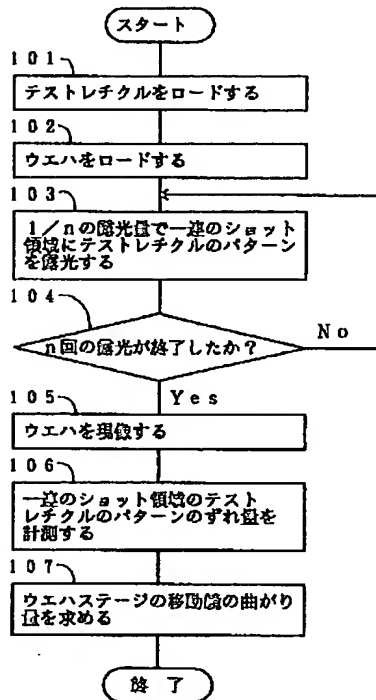 スタート
101
テストレチクルをロードする
102
ウエハをロードする
103
1/nの露光量で一連のショット
領域にテストレチクルのパターン
を露光する
104
n回の露光が終了したか?
No
Yes
105
ウエハを現像する
106
一連のショット領域のテスト
レチクルのパターンのずれ量を
計測する
107
ウエハステージの移動鏡の曲がり
量を求める
終了